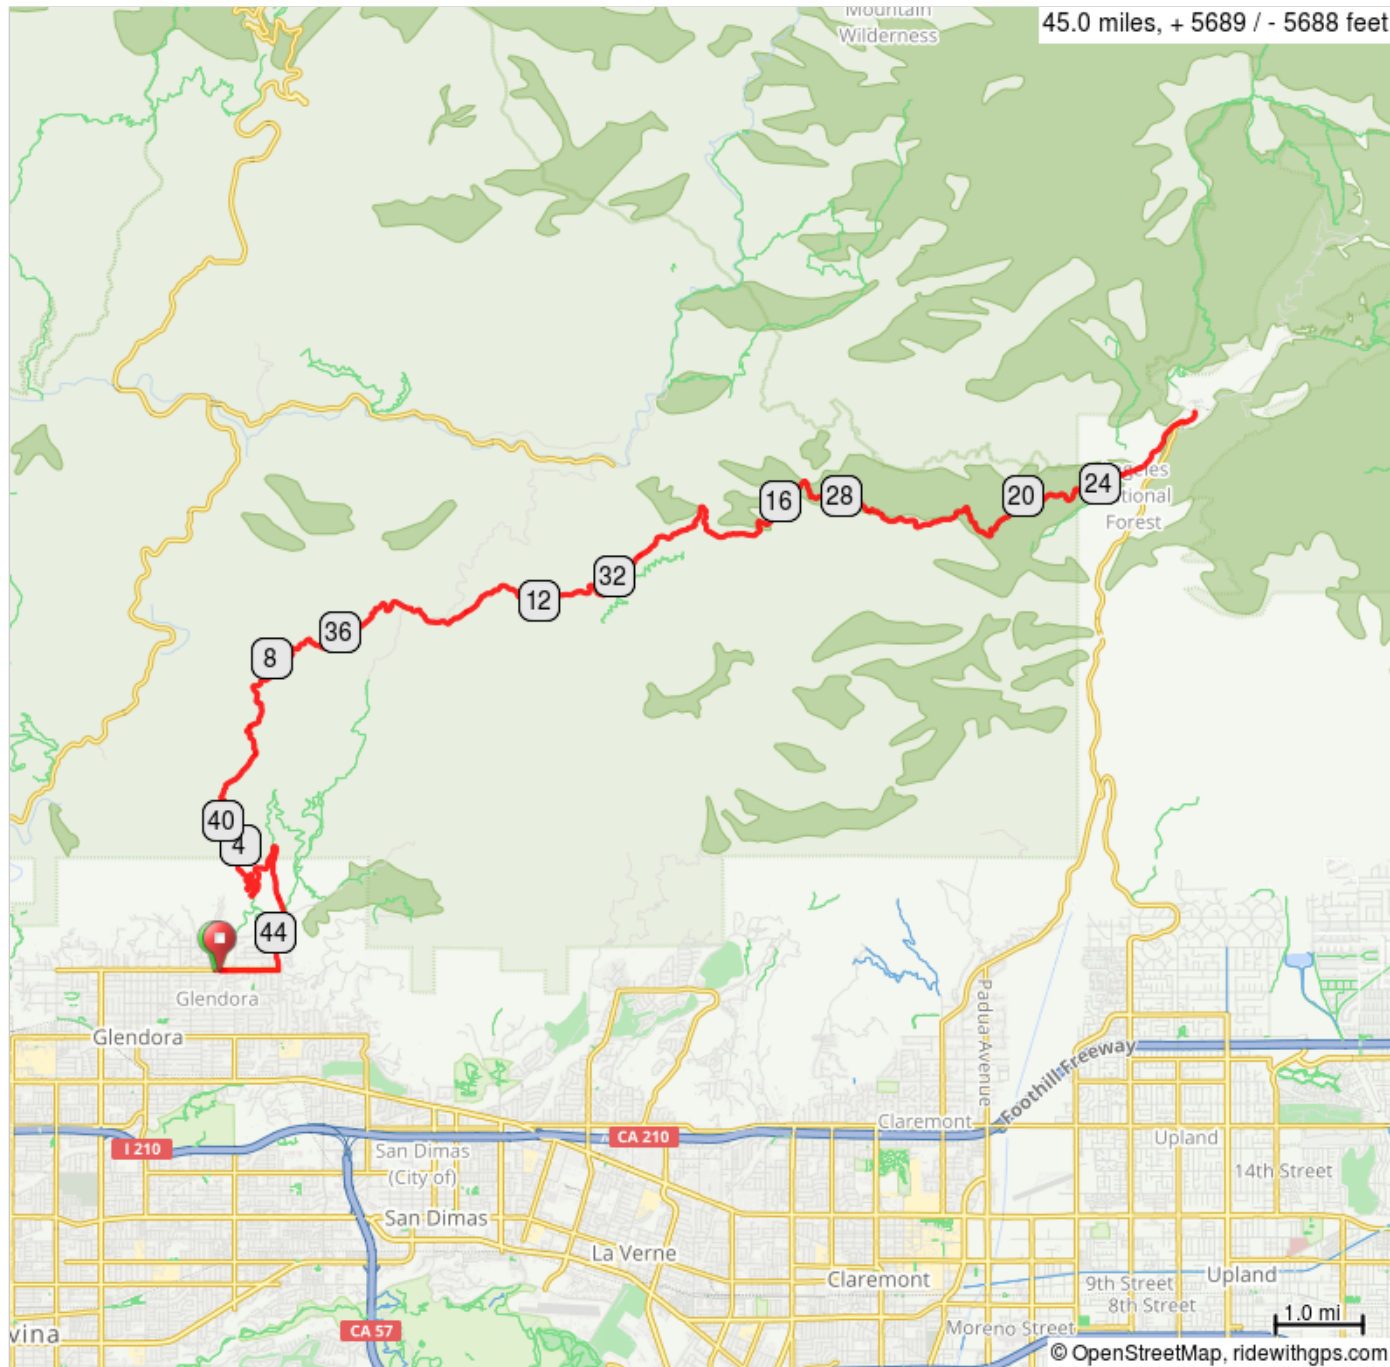 Mountain
Wilderness
45.0 miles, + 5689 / - 5688 feet
16
28
20
24
National
Forest
32
12
36
8
40
4
44
Glendora
Glendora
Padua Avenue
Foothill Freeway
I 210
CA 210
San Dimas
(City of)
Claremont
Upland
14th Street
San Dimas
La Verne
Claremont
Upland
9th Street
8th Street
Moreno Street
1.0 mi
vina
CA 57
© OpenStreetMap, ridewithgps.com